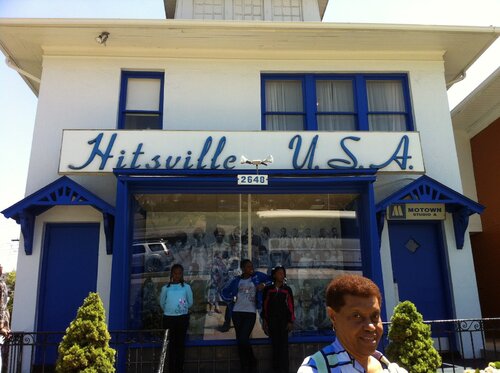 Hitsville U.S.A.
2648
M MOTOWN
STUDIO A